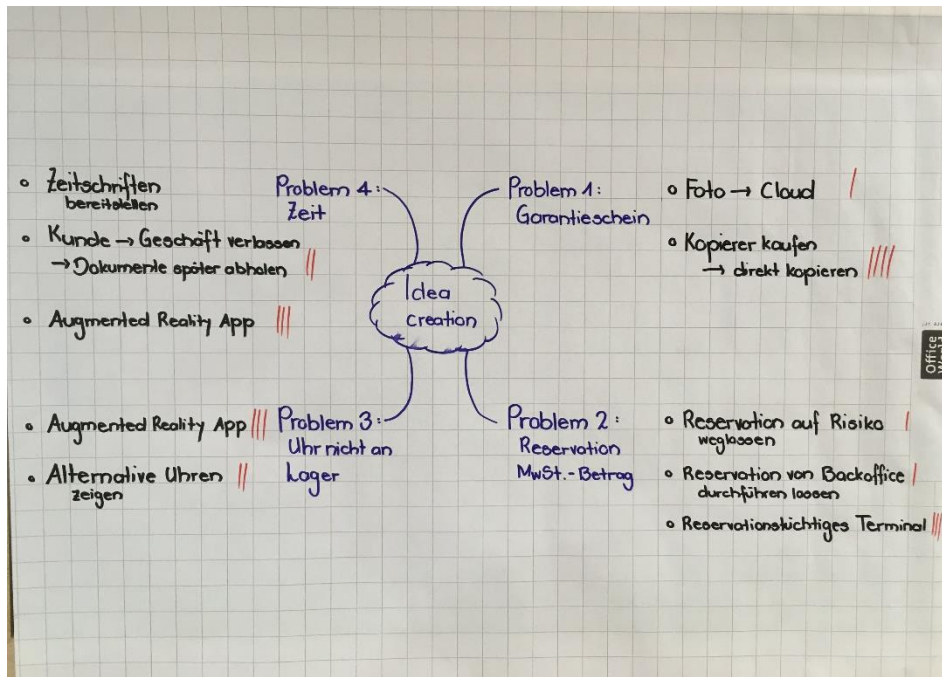 Idea
creation
Problem 1:
Garantieschein
Foto → Cloud
Kopierer kaufen
→ direkt kopieren
Problem 2:
Reservation
MwSt.-Betrag
Reservation auf Risiko
weglassen
Reservation von Backoffice
durchführen lassen
Reservationstüchtiges Terminal
Problem 3:
Uhr nicht an
Lager
Augmented Reality App
Alternative Uhren
zeigen
Problem 4:
Zeit
Zeitschriften
bereitstellen
Kunde → Geschäft verlassen
→ Dokumente später abholen
Augmented Reality App
Office